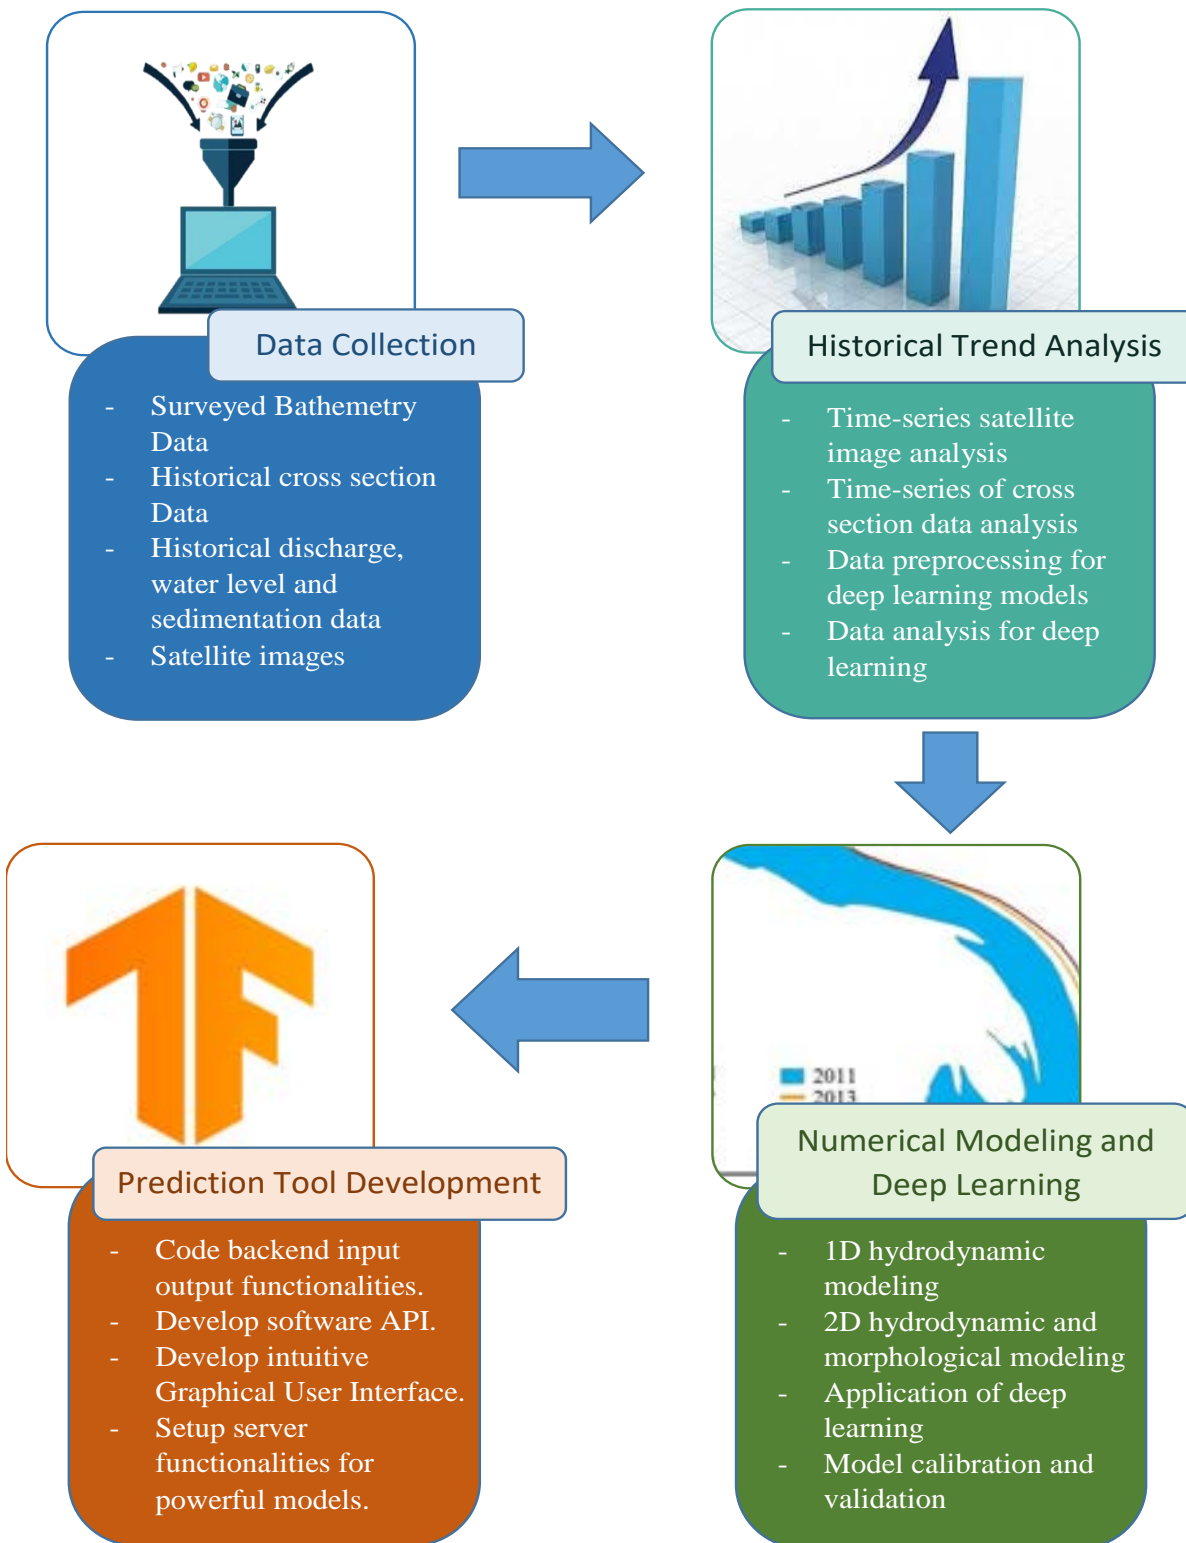 Data Collection
- Surveyed Bathemetry
Data
- Historical cross section
Data
- Historical discharge,
water level and
sedimentation data
- Satellite images
Historical Trend Analysis
- Time-series satellite
image analysis
- Time-series of cross
section data analysis
- Data preprocessing for
deep learning models
- Data analysis for deep
learning
2011
2013
Numerical Modeling and
Deep Learning
- 1D hydrodynamic
modeling
- 2D hydrodynamic and
morphological modeling
- Application of deep
learning
- Model calibration and
validation
Prediction Tool Development
- Code backend input
output functionalities.
- Develop software API.
- Develop intuitive
Graphical User Interface.
- Setup server
functionalities for
powerful models.